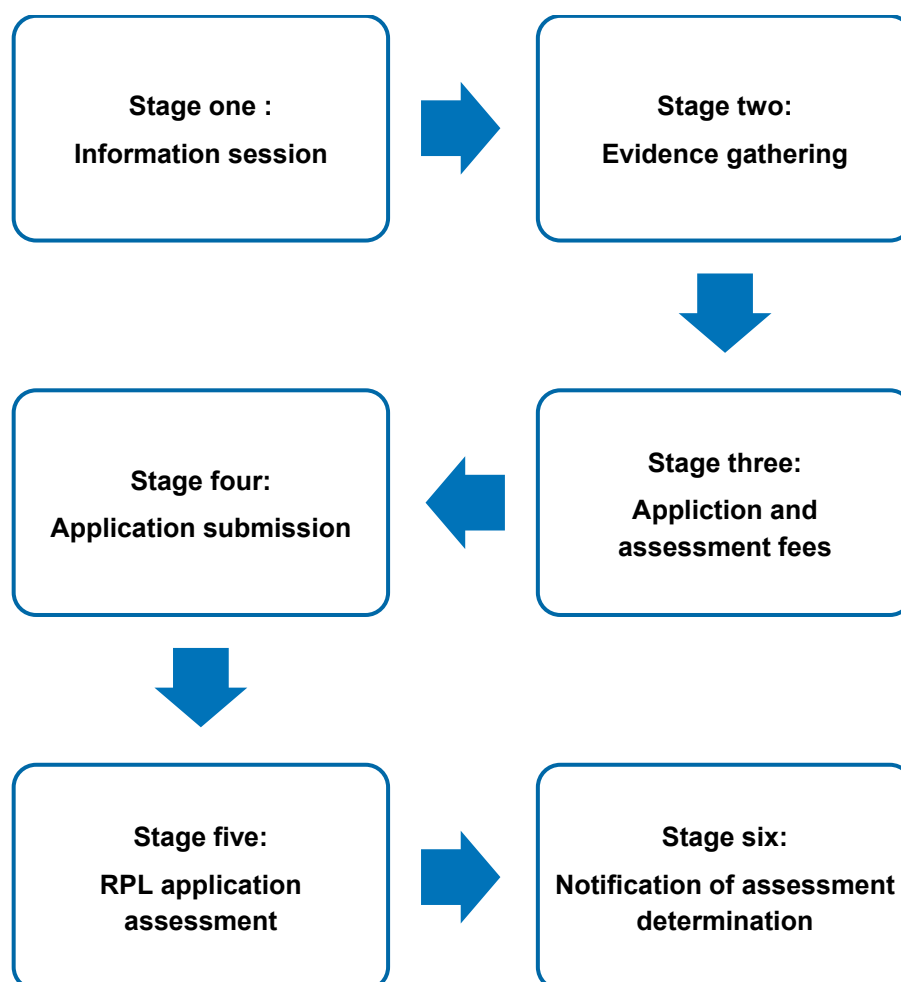 Stage one :
Information session
Stage two:
Evidence gathering
Stage three:
Appliction and
assessment fees
Stage four:
Application submission
Stage five:
RPL application
assessment
Stage six:
Notification of assessment
determination